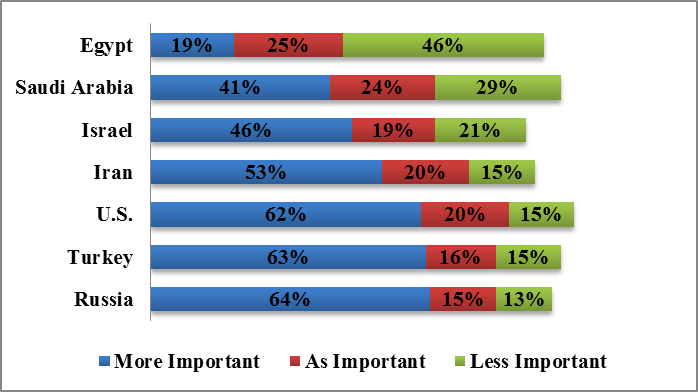 Egypt 19% 25% 46%
Saudi Arabia 41% 24% 29%
Israel 46% 19% 21%
Iran 53% 20% 15%
U.S. 62% 20% 15%
Turkey 63% 16% 15%
Russia 64% 15% 13%
More Important As Important Less Important